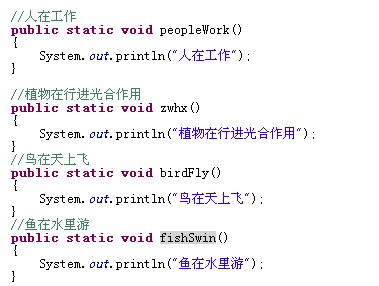 //人在工作
public static void peopleWork()
{
    System.out.println("人在工作");
}

//植物在行进光合作用
public static void zwhx()
{
    System.out.println("植物在行进光合作用");
}
//鸟在天上飞
public static void birdFly()
{
    System.out.println("鸟在天上飞");
}
//鱼在水里游
public static void fishSwin()
{
    System.out.println("鱼在水里游");
}